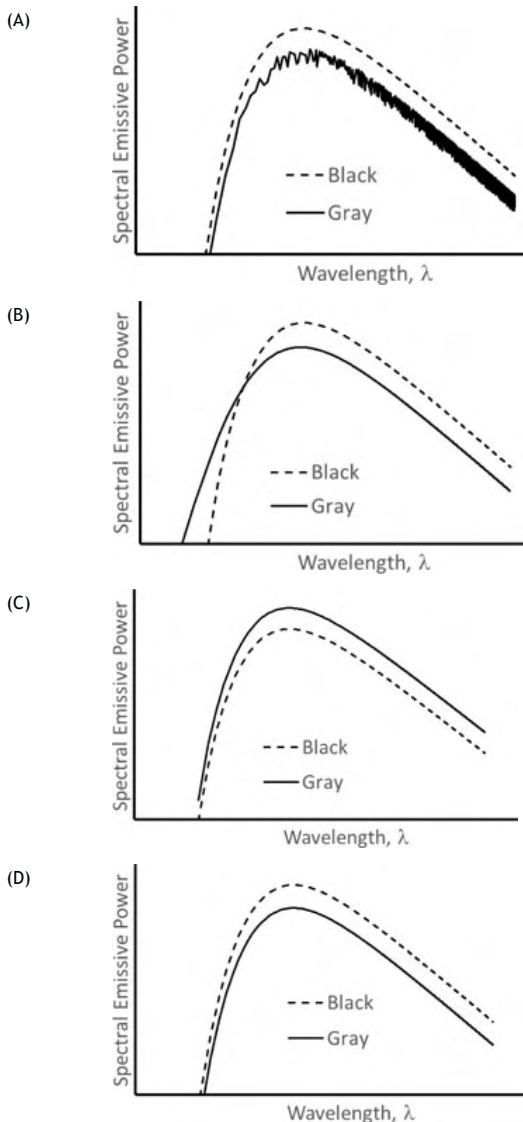 (A)
Spectral Emissive Power
Black
Gray
Wavelength, λ
(B)
Spectral Emissive Power
Black
Gray
Wavelength, λ
(C)
Spectral Emissive Power
Black
Gray
Wavelength, λ
(D)
Spectral Emissive Power
Black
Gray
Wavelength, λ